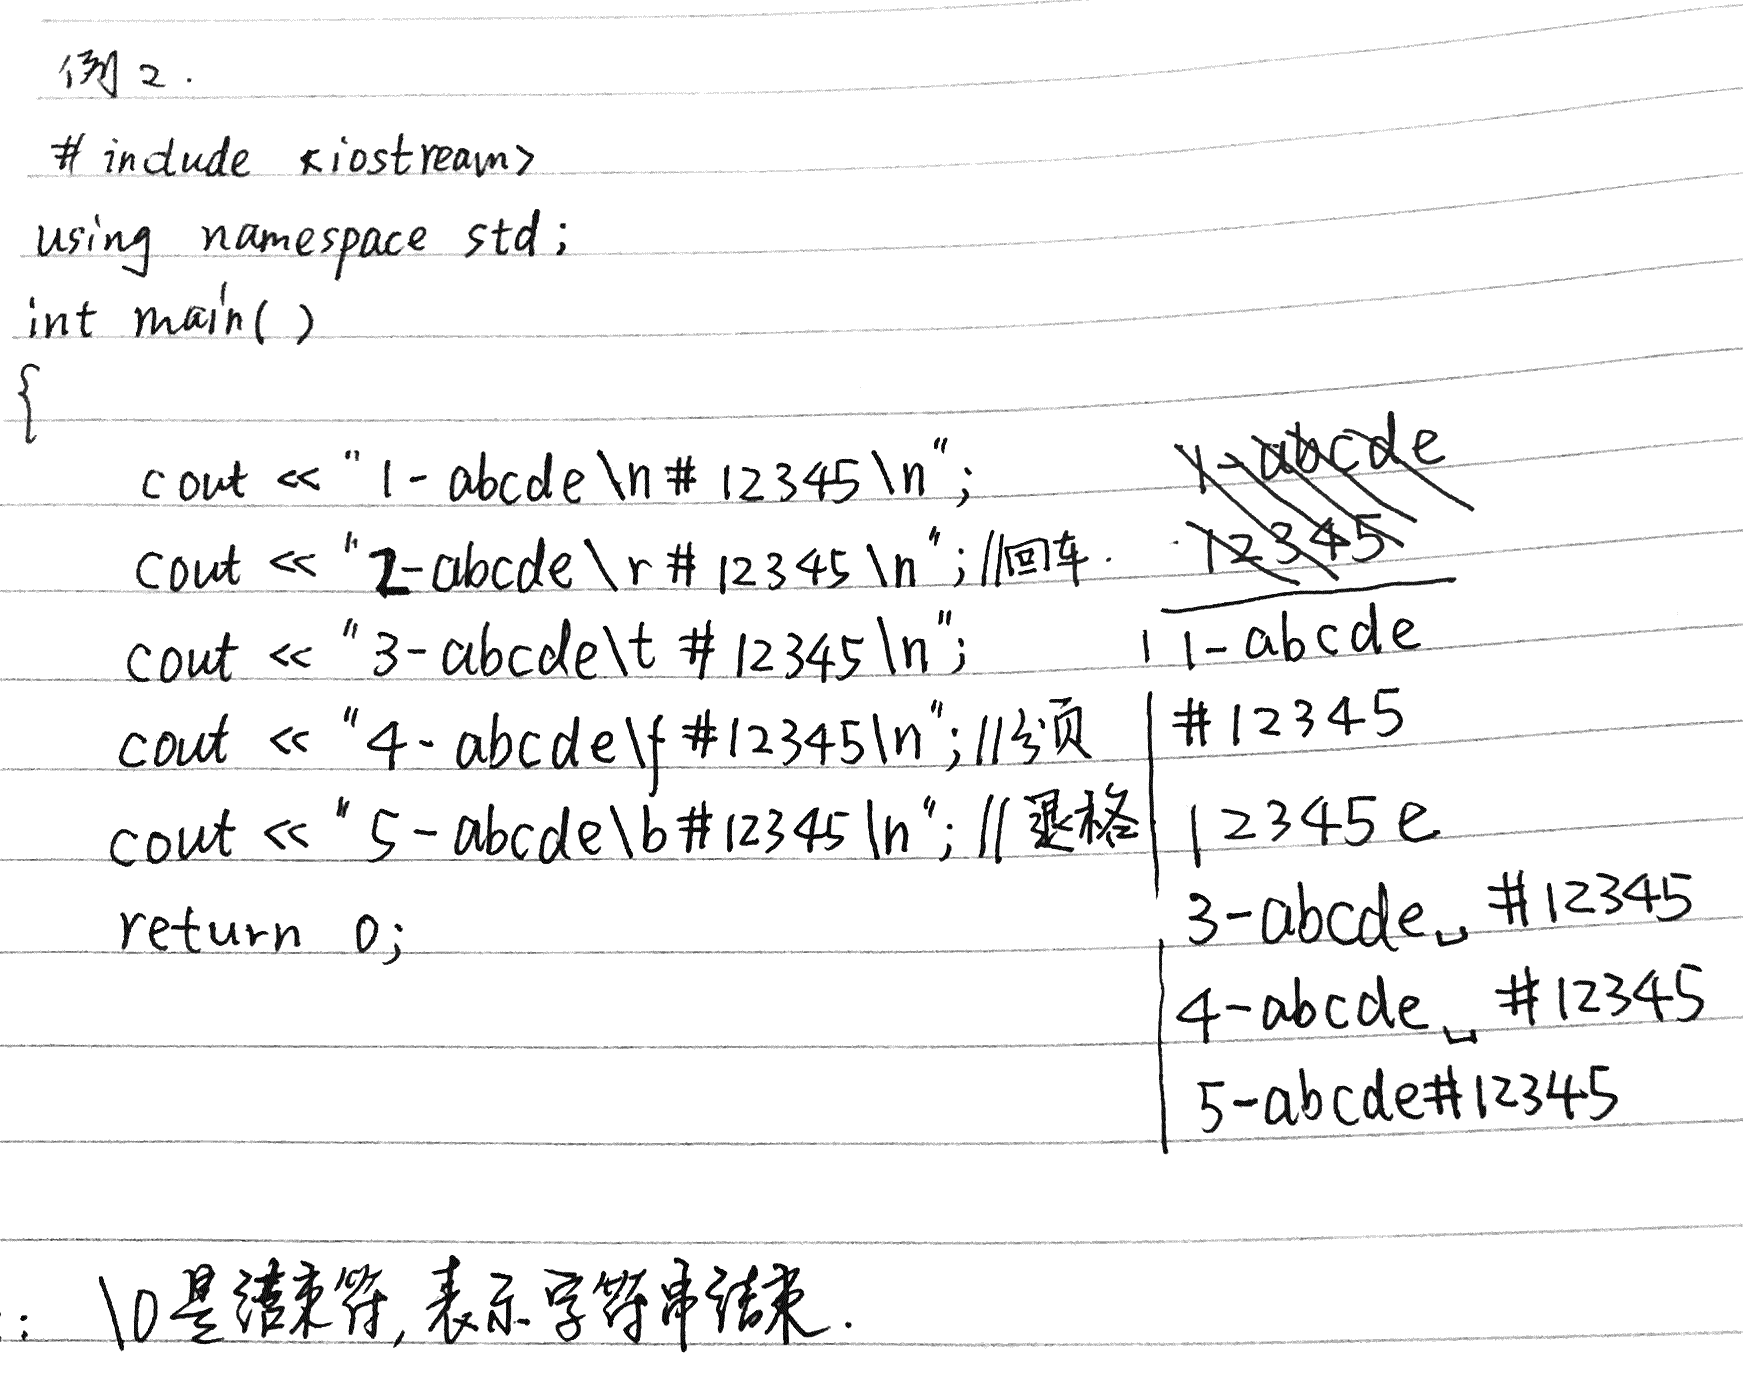 例2.
#include <iostream>
using namespace std;
int main()
{
cout << "1-abcde\n#12345\n";
cout << "2-abcde\r#12345\n"; //回车.
cout << "3-abcde\t #12345\n";
cout << "4-abcde\f#12345\n"; //分页
cout << "5-abcde\b#12345\n"; //退格
return 0;
1-abcde
12345
1-abcde
#12345
12345e
3-abcde␣ #12345
4-abcde␣ #12345
5-abcde#12345
: \0是结束符,表示字符串结束.